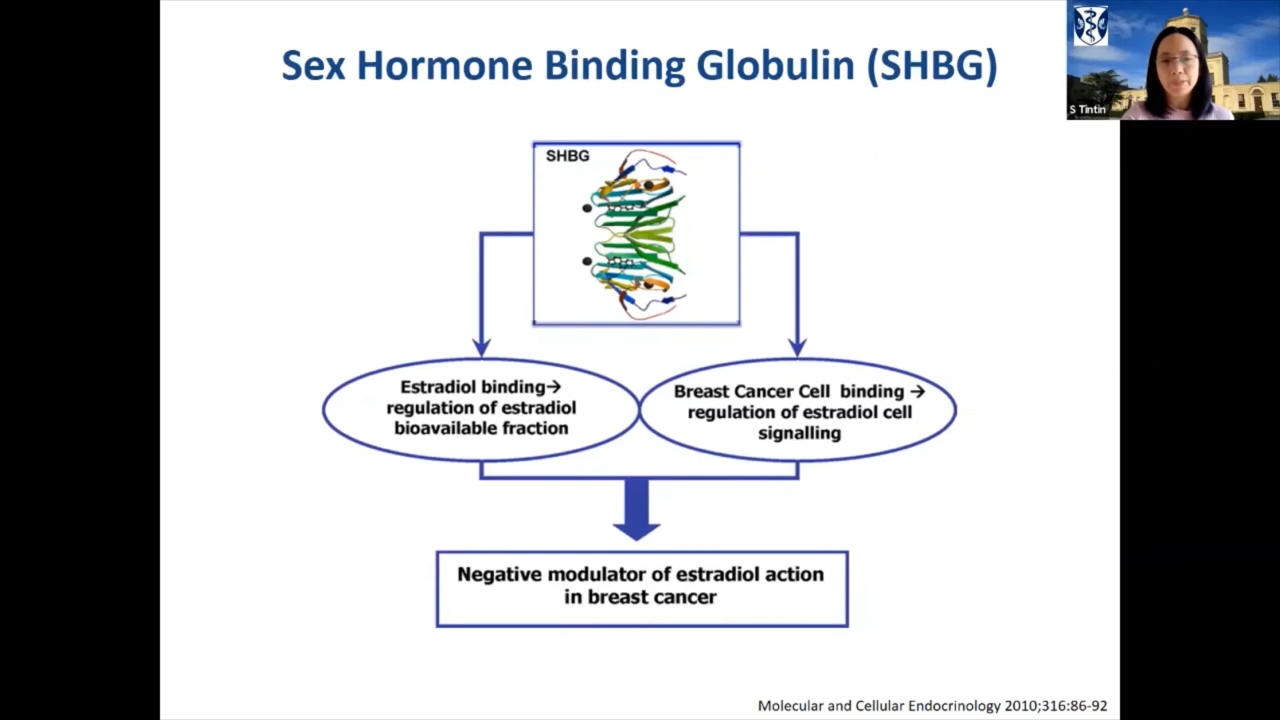 Sex Hormone Binding Globulin (SHBG)
S Tintin
SHBG
Estradiol binding→
regulation of estradiol
bioavailable fraction
Breast Cancer Cell binding →
regulation of estradiol cell
signalling
Negative modulator of estradiol action
in breast cancer
Molecular and Cellular Endocrinology 2010;316:86-92